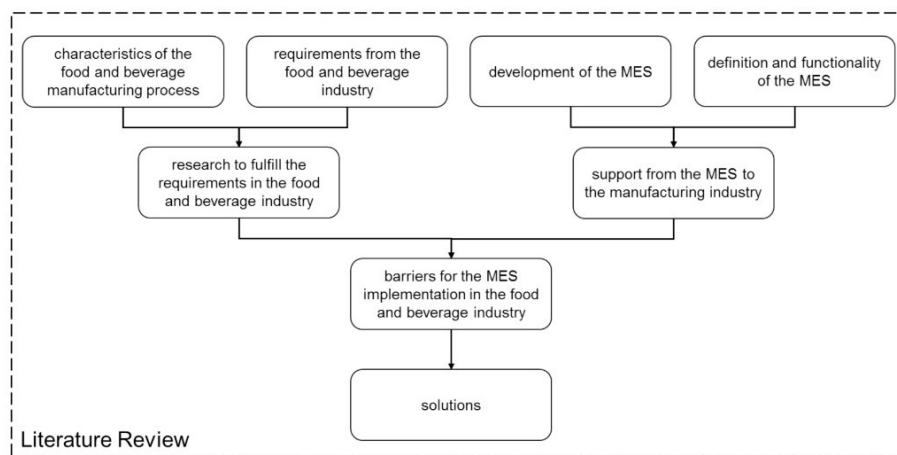 characteristics of the
food and beverage
manufacturing process
requirements from the
food and beverage
industry
development of the MES
definition and functionality
of the MES
research to fulfill the
requirements in the food
and beverage industry
support from the MES to
the manufacturing industry
barriers for the MES
implementation in the food
and beverage industry
solutions
Literature Review